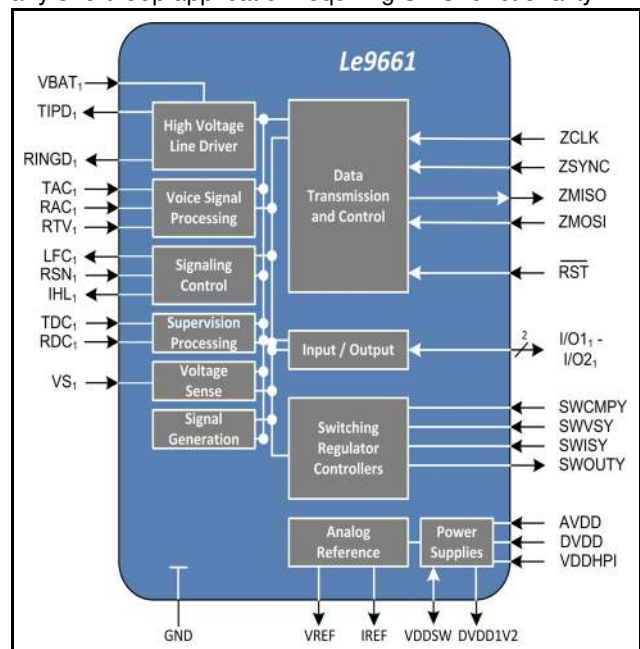 Le9661
VBAT₁
TIPD₁
RINGD₁
TAC₁
RAC₁
RTV₁
LFC₁
RSN₁
IHL₁
TDC₁
RDC₁
VS₁
High Voltage
Line Driver
Voice Signal
Processing
Signaling
Control
Supervision
Processing
Voltage
Sense
Signal
Generation
Data
Transmission
and Control
Input / Output
Switching
Regulator
Controllers
Analog
Reference
Power
Supplies
ZCLK
ZSYNC
ZMISO
ZMOSI
RST
2
I/O1₁ -
I/O2₁
SWCMPY
SWVSY
SWISY
SWOUTY
AVDD
DVDD
VDDHPI
GND
VREF
IREF
VDDSW
DVDD1V2